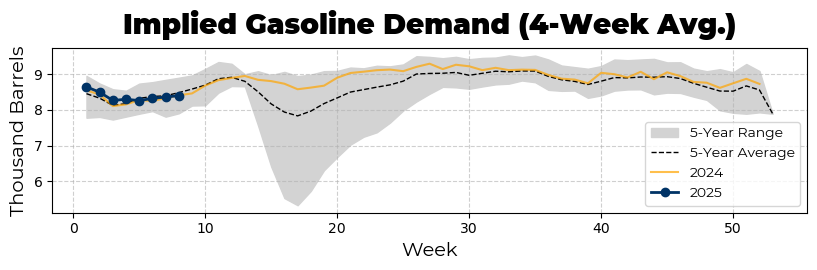 Implied Gasoline Demand (4-Week Avg.)
Thousand Barrels
9
8
7
6
0
10
20
30
40
50
Week
5-Year Range
5-Year Average
2024
2025